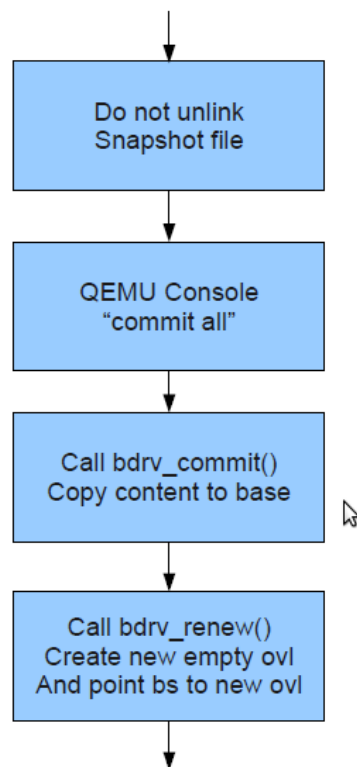 Do not unlink
Snapshot file
QEMU Console
“commit all”
Call bdrv_commit()
Copy content to base
Call bdrv_renew()
Create new empty ovl
And point bs to new ovl